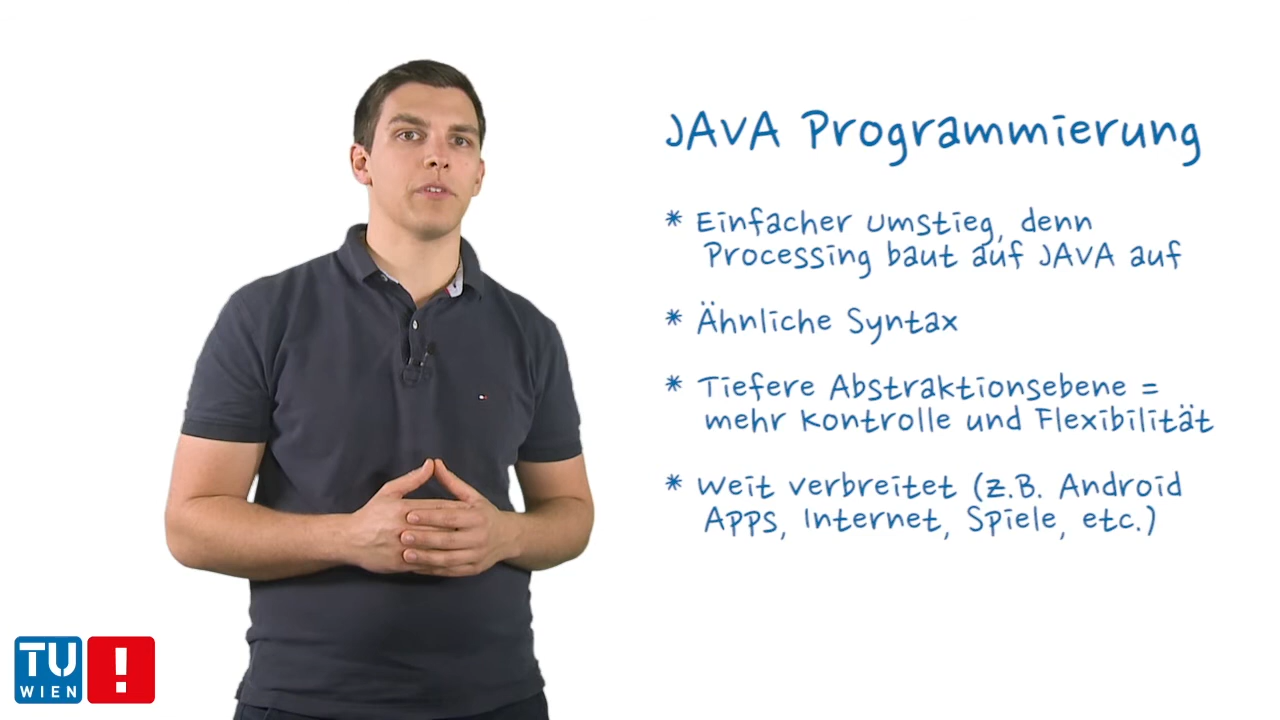 JAVA Programmierung
* Einfacher Umstieg, denn
Processing baut auf JAVA auf
* Ähnliche Syntax
* Tiefere Abstraktionsebene =
mehr Kontrolle und Flexibilität
* Weit verbreitet (z.B. Android
APPS, Internet, Spiele, etc.)
TU
WIEN
!